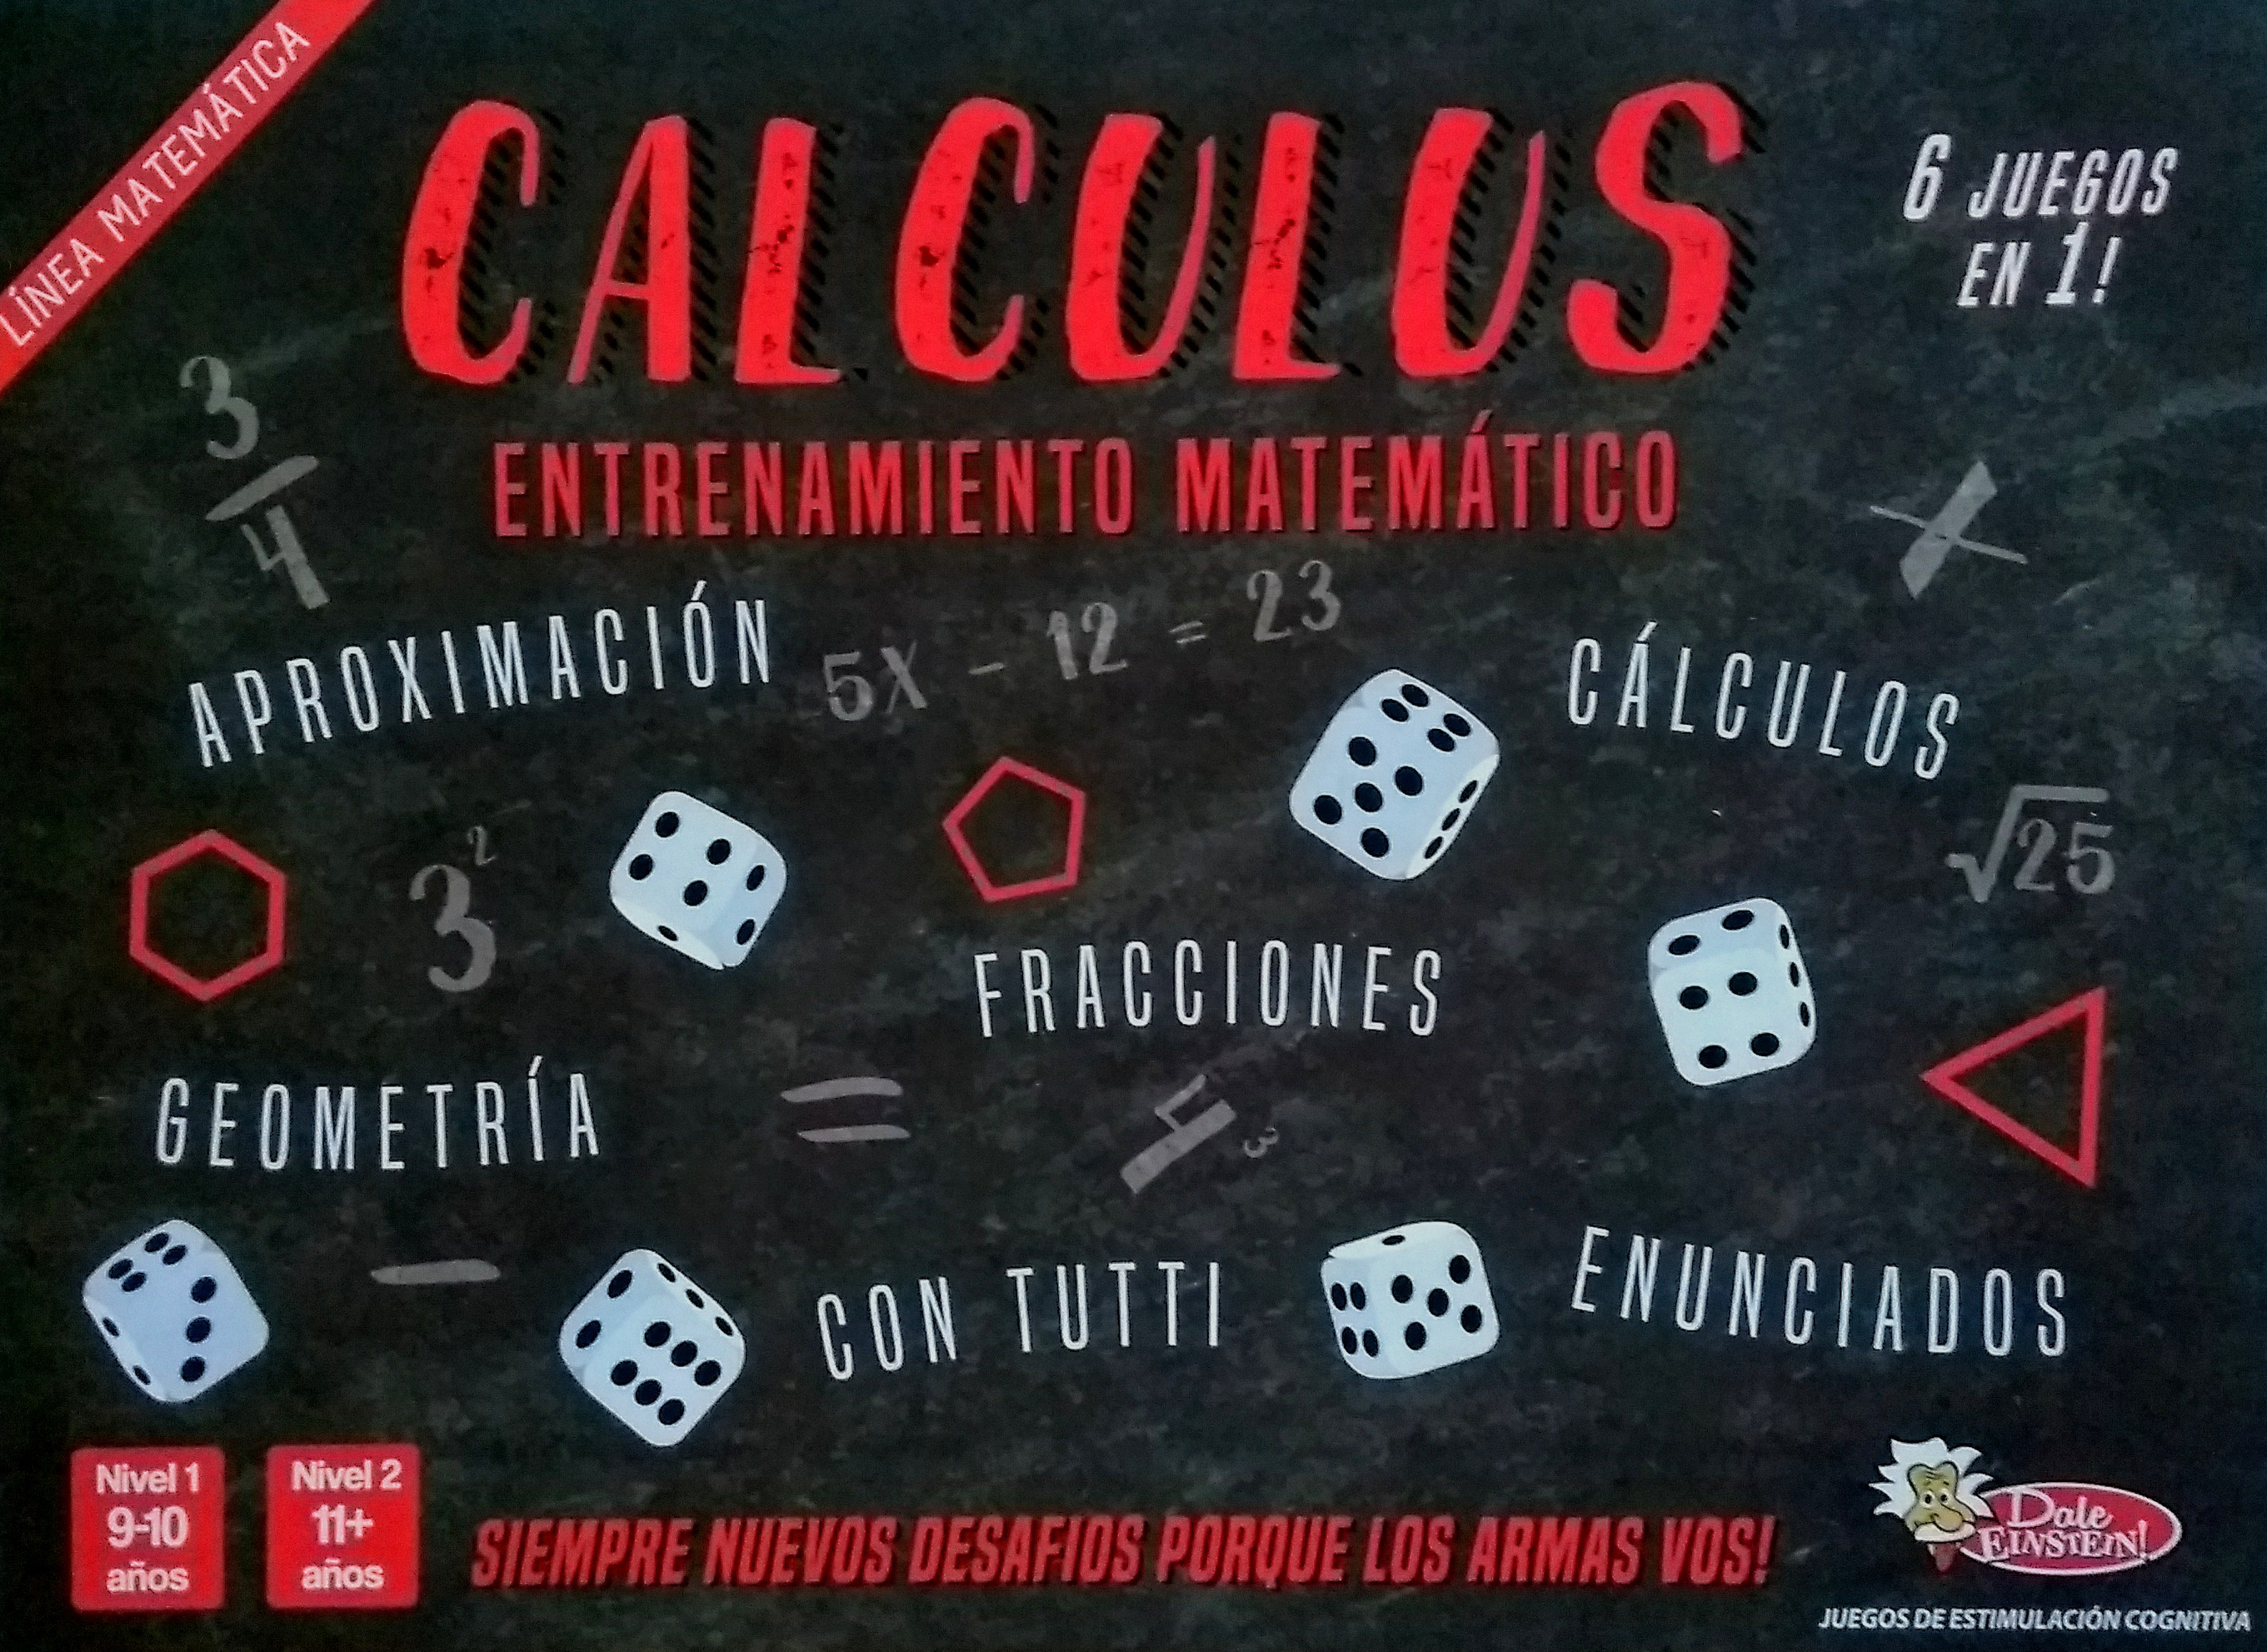 LÍNEA MATEMÁTICA
CALCULUS
6 JUEGOS
EN 1!
ENTRENAMIENTO MATEMÁTICO
3
4
x
APROXIMACIÓN
5x - 12 = 23
CÁLCULOS
3²
√25
FRACCIONES
GEOMETRÍA
=
4³
−
CON TUTTI
ENUNCIADOS
Nivel 1
9-10
años
Nivel 2
11+
años
SIEMPRE NUEVOS DESAFIOS PORQUE LOS ARMAS VOS!
Dale
EINSTEIN!
JUEGOS DE ESTIMULACIÓN COGNITIVA